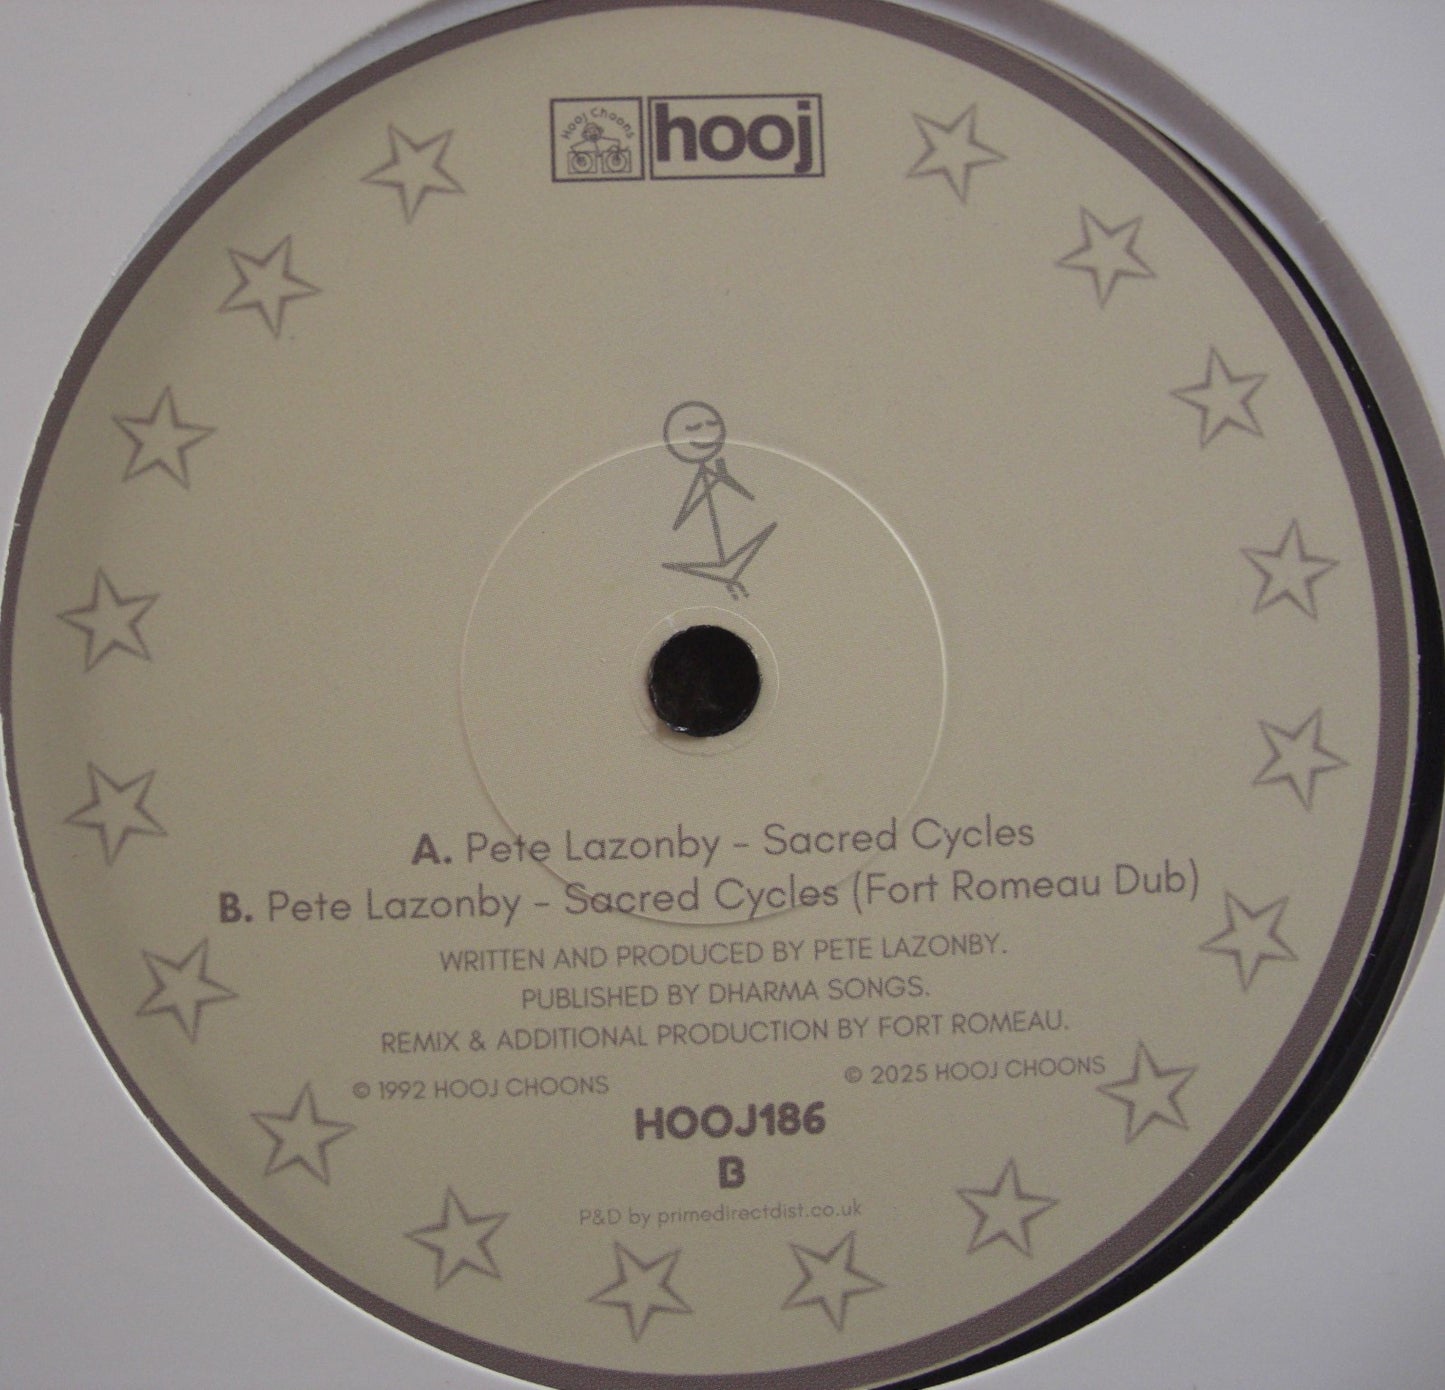 Hooj Choons
hooj
A. Pete Lazonby - Sacred Cycles
B. Pete Lazonby - Sacred Cycles (Fort Romeau Dub)
WRITTEN AND PRODUCED BY PETE LAZONBY.
PUBLISHED BY DHARMA SONGS.
REMIX & ADDITIONAL PRODUCTION BY FORT ROMEAU.
© 1992 HOOJ CHOONS © 2025 HOOJ CHOONS
HOOJ186
B
P&D by primedirectdist.co.uk